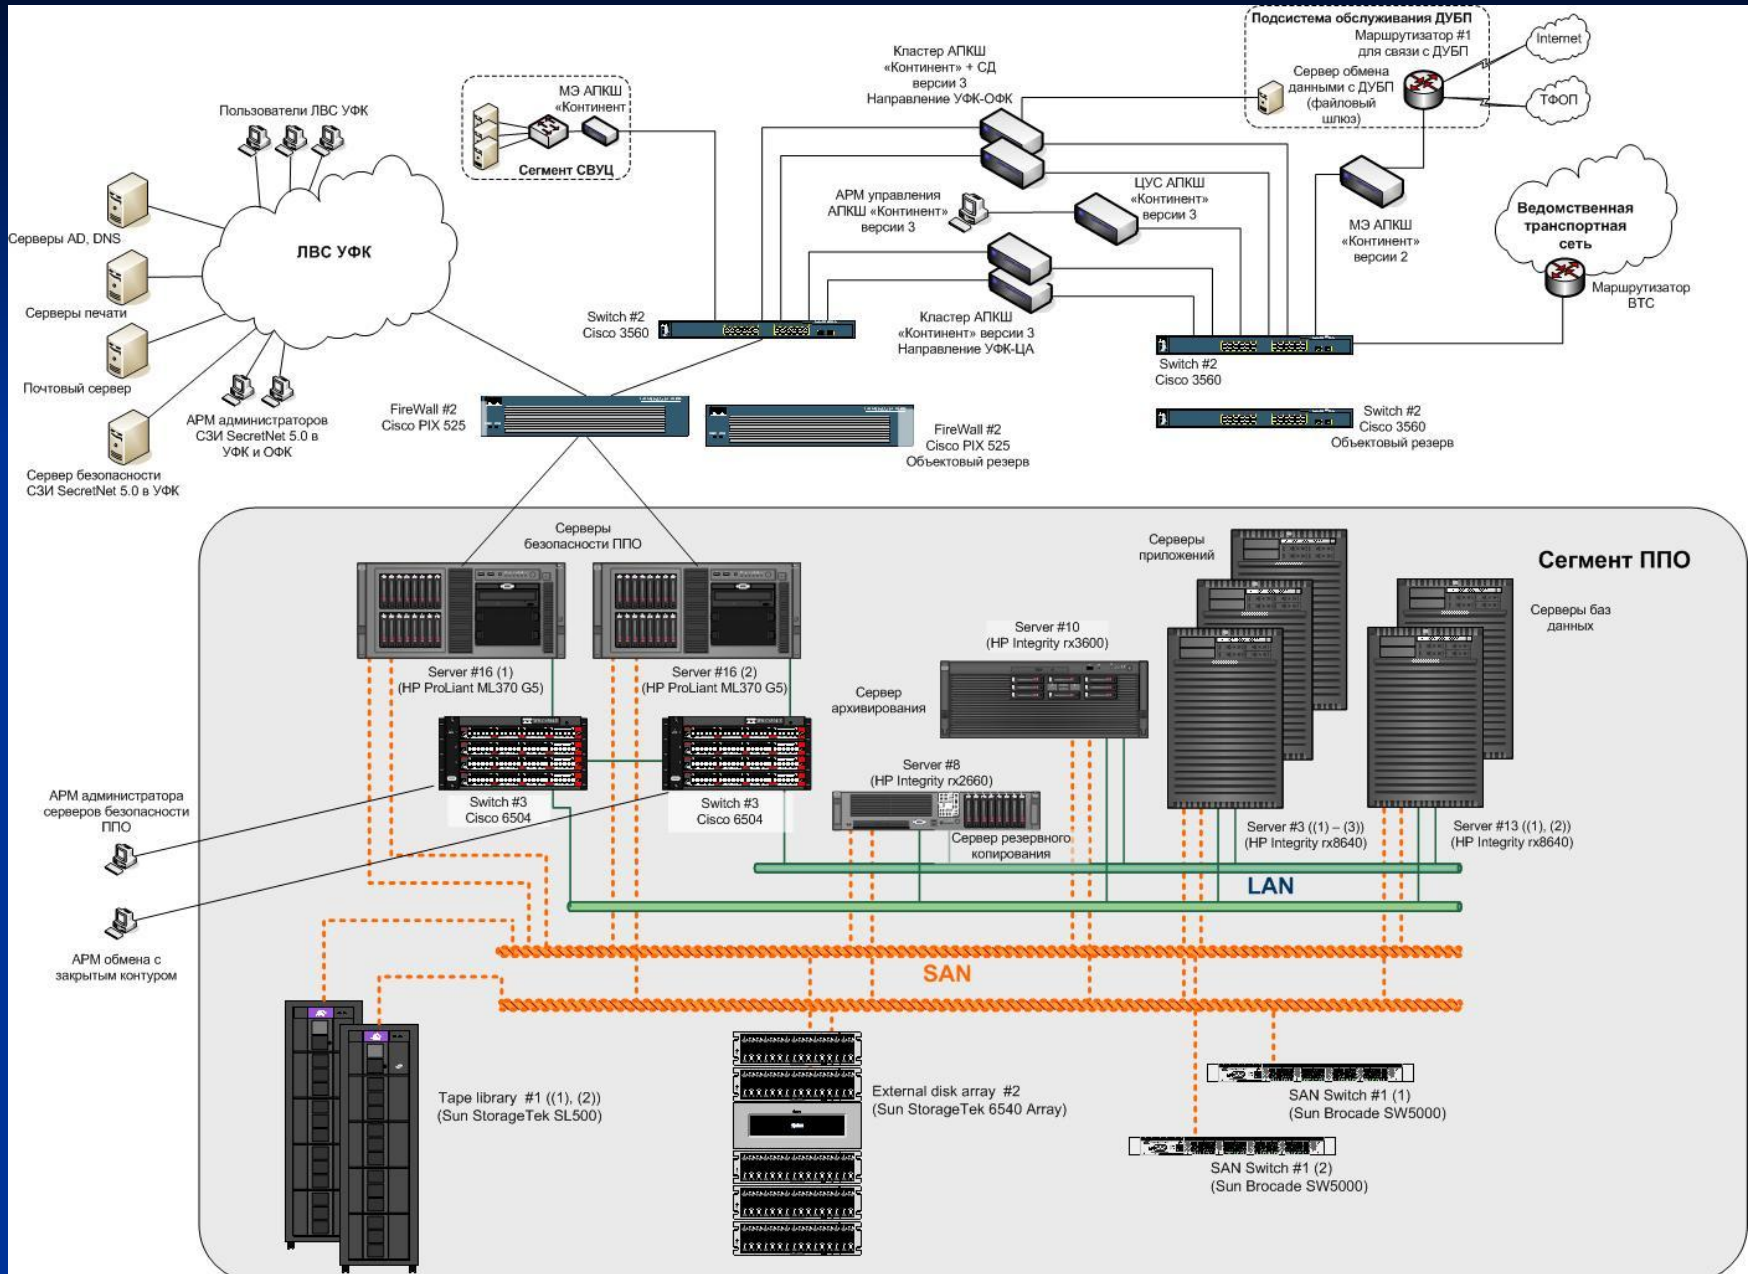 Подсистема обслуживания ДУБП
Маршрутизатор #1
для связи с ДУБП
Internet
Сервер обмена
данными с ДУБП
(файловый
шлюз)
ТФОП
Кластер АПКШ
«Континент» + СД
версии 3
Направление УФК-ОФК
МЭ АПКШ
«Континент
Сегмент СВУЦ
Пользователи ЛВС УФК
Серверы AD, DNS
ЛВС УФК
Серверы печати
Почтовый сервер
АРМ администраторов
СЗИ SecretNet 5.0 в
УФК и ОФК
Сервер безопасности
СЗИ SecretNet 5.0 в УФК
АРМ управления
АПКШ «Континент»
версии 3
ЦУС АПКШ
«Континент»
версии 3
МЭ АПКШ
«Континент»
версии 2
Ведомственная
транспортная
сеть
Маршрутизатор
ВТС
Switch #2
Cisco 3560
Кластер АПКШ
«Континент» версии 3
Направление УФК-ЦА
Switch #2
Cisco 3560
FireWall #2
Cisco PIX 525
FireWall #2
Cisco PIX 525
Объектовый резерв
Switch #2
Cisco 3560
Объектовый резерв
Серверы
безопасности ППО
Серверы
приложений
Сегмент ППО
Серверы баз
данных
Server #16 (1)
(HP ProLiant ML370 G5)
Server #16 (2)
(HP ProLiant ML370 G5)
Server #10
(HP Integrity rx3600)
Сервер
архивирования
Server #8
(HP Integrity rx2660)
Сервер резервного
копирования
Switch #3
Cisco 6504
Switch #3
Cisco 6504
Server #3 ((1) – (3))
(HP Integrity rx8640)
Server #13 ((1), (2))
(HP Integrity rx8640)
АРМ администратора
серверов безопасности
ППО
АРМ обмена с
закрытым контуром
LAN
SAN
Tape library #1 ((1), (2))
(Sun StorageTek SL500)
External disk array #2
(Sun StorageTek 6540 Array)
SAN Switch #1 (1)
(Sun Brocade SW5000)
SAN Switch #1 (2)
(Sun Brocade SW5000)